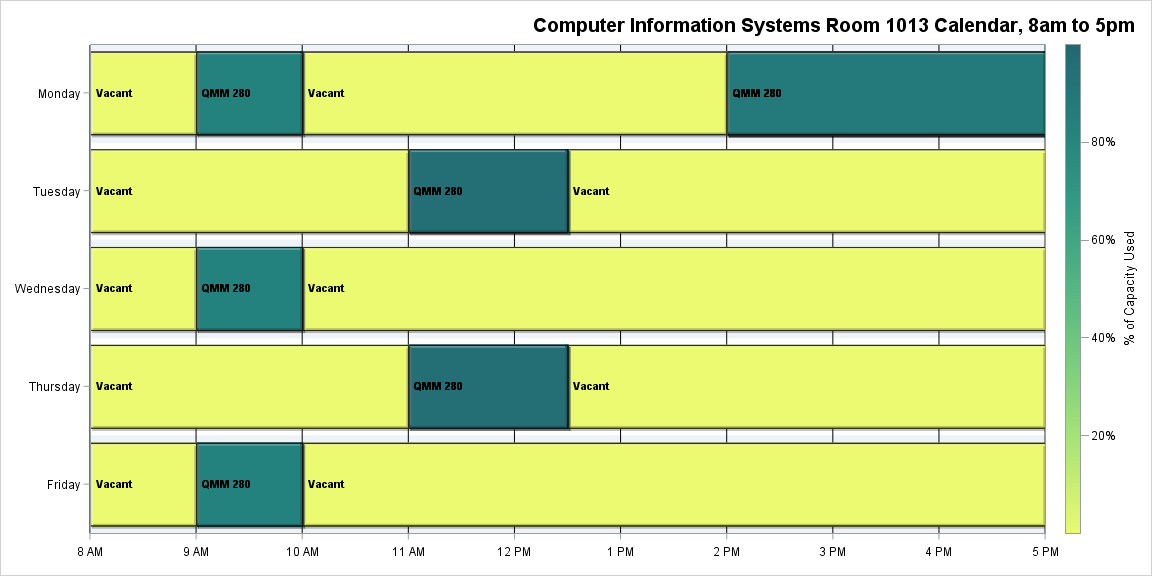 Computer Information Systems Room 1013 Calendar, 8am to 5pm
Monday
Vacant
QMM 280
Vacant
QMM 280
Tuesday
Vacant
QMM 280
Vacant
Wednesday
Vacant
QMM 280
Vacant
Thursday
Vacant
QMM 280
Vacant
Friday
Vacant
QMM 280
Vacant
8 AM
9 AM
10 AM
11 AM
12 PM
1 PM
2 PM
3 PM
4 PM
5 PM
80%
60%
40%
20%
% of Capacity Used